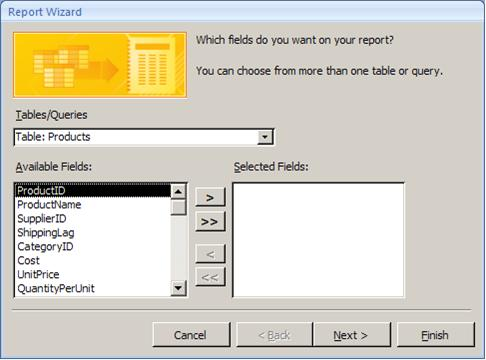 Report Wizard
Which fields do you want on your report?
You can choose from more than one table or query.
Tables/Queries
Table: Products
Available Fields:
Selected Fields:
ProductID
ProductName
SupplierID
ShippingLag
CategoryID
Cost
UnitPrice
QuantityPerUnit
>
>>
<
<<
Cancel
< Back
Next >
Finish